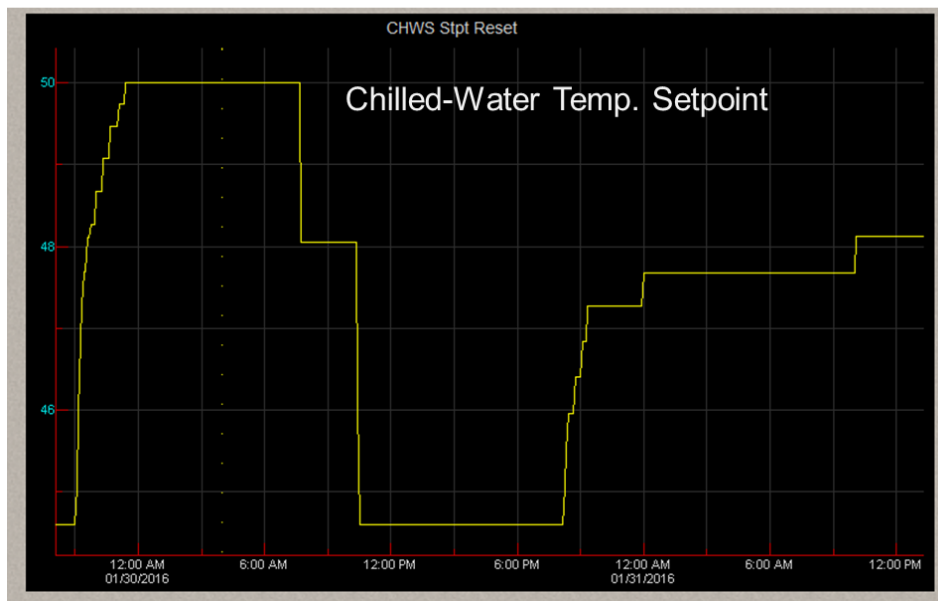 CHWS Stpt Reset
Chilled-Water Temp. Setpoint
50
48
46
12:00 AM 6:00 AM 12:00 PM 6:00 PM 12:00 AM 6:00 AM 12:00 PM
01/30/2016 01/31/2016